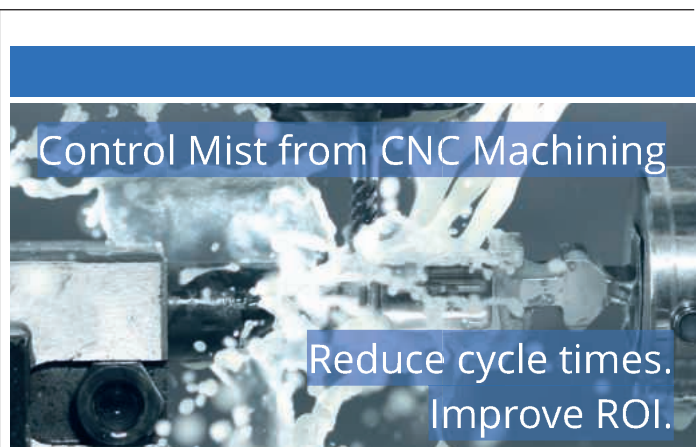 Control Mist from CNC Machining
Reduce cycle times.
Improve ROI.